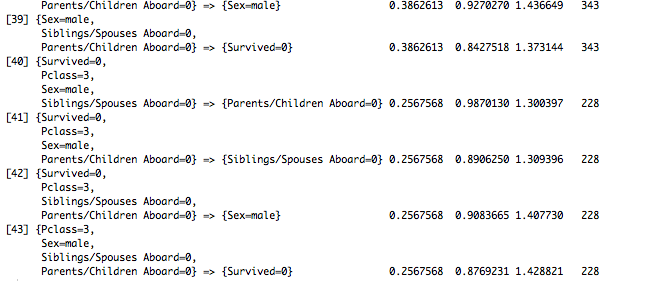 Parents/Children Aboard=0} => {Sex=male} 0.3862613 0.9270270 1.436649 343
[39] {Sex=male,
Siblings/Spouses Aboard=0,
Parents/Children Aboard=0} => {Survived=0} 0.3862613 0.8427518 1.373144 343
[40] {Survived=0,
Pclass=3,
Sex=male,
Siblings/Spouses Aboard=0} => {Parents/Children Aboard=0} 0.2567568 0.9870130 1.300397 228
[41] {Survived=0,
Pclass=3,
Sex=male,
Parents/Children Aboard=0} => {Siblings/Spouses Aboard=0} 0.2567568 0.8906250 1.309396 228
[42] {Survived=0,
Pclass=3,
Siblings/Spouses Aboard=0,
Parents/Children Aboard=0} => {Sex=male} 0.2567568 0.9083665 1.407730 228
[43] {Pclass=3,
Sex=male,
Siblings/Spouses Aboard=0,
Parents/Children Aboard=0} => {Survived=0} 0.2567568 0.8769231 1.428821 228